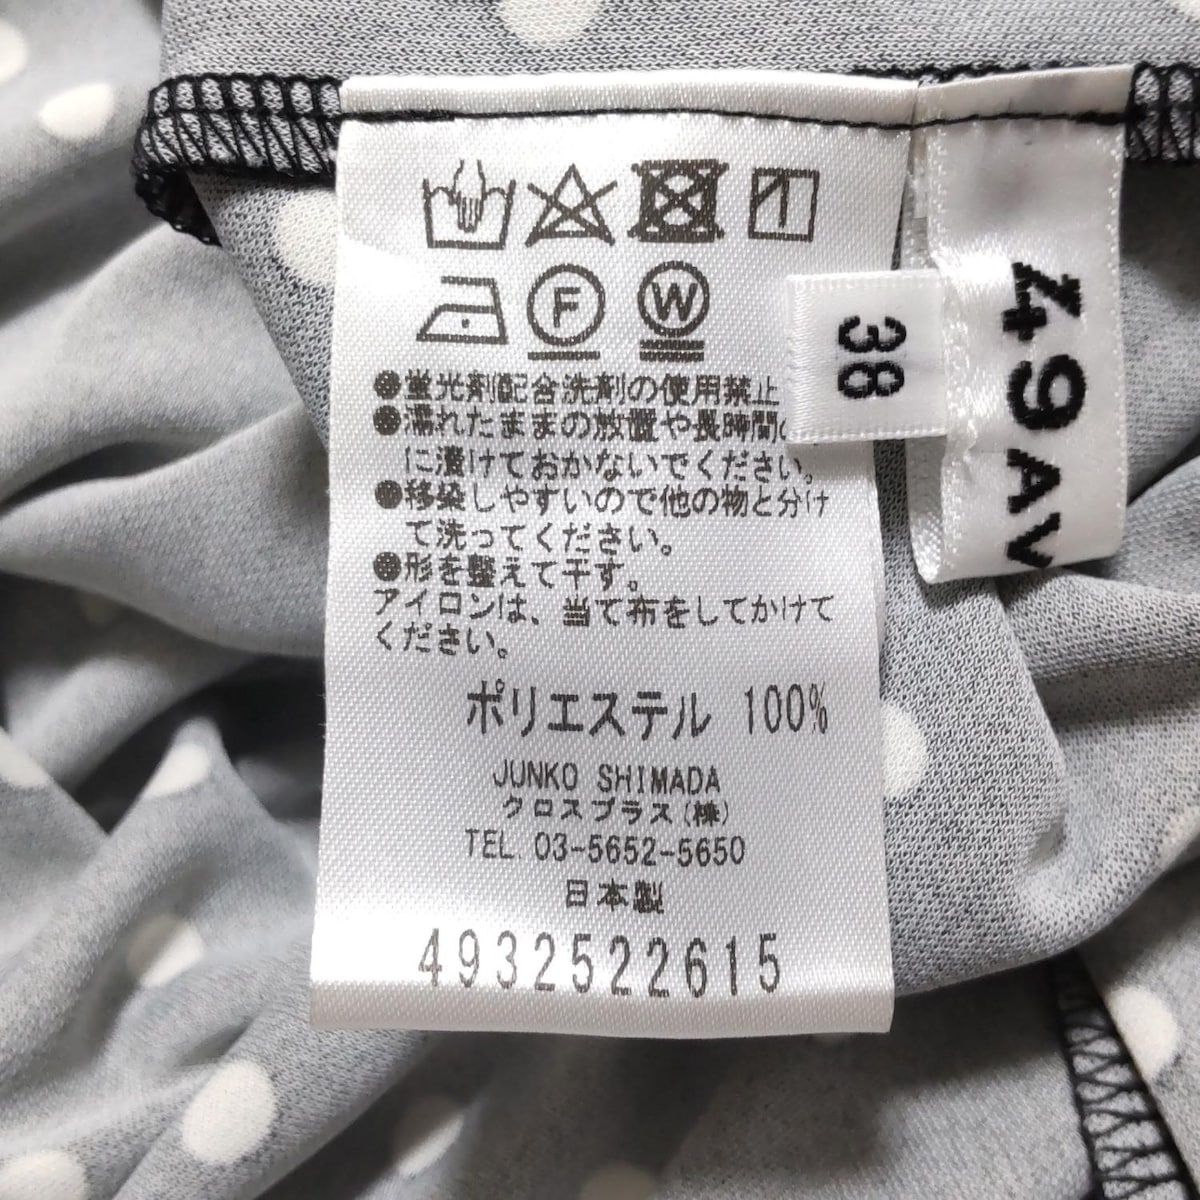 F W
●蛍光剤配合洗剤の使用禁止
●濡れたままの放置や長時間
に漬けておかないでください。
●移染しやすいので他の物と分け
て洗ってください。
●形を整えて干す。
アイロンは、当て布をしてかけて
ください。
ポリエステル 100%
JUNKO SHIMADA
クロスプラス(株)
TEL. 03-5652-5650
日本製
4932522615
38
49AV